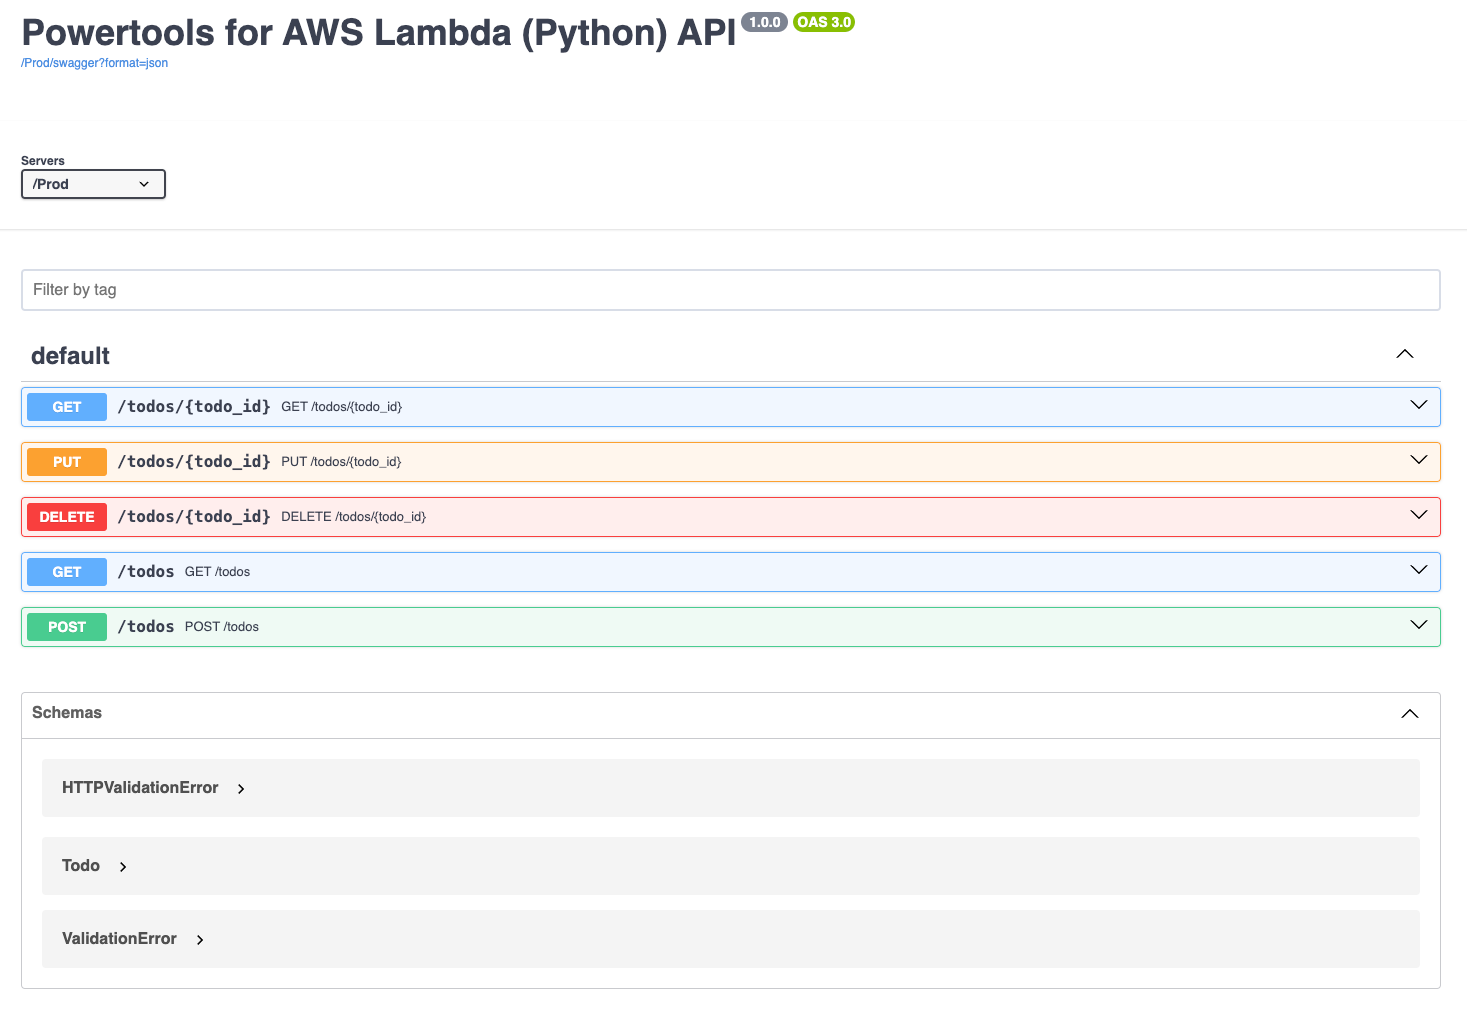 Powertools for AWS Lambda (Python) API 1.0.0 OAS 3.0
/Prod/swagger?format=json
Servers
/Prod
Filter by tag
default
GET /todos/{todo_id} GET /todos/{todo_id}
PUT /todos/{todo_id} PUT /todos/{todo_id}
DELETE /todos/{todo_id} DELETE /todos/{todo_id}
GET /todos GET /todos
POST /todos POST /todos
Schemas
HTTPValidationError
Todo
ValidationError